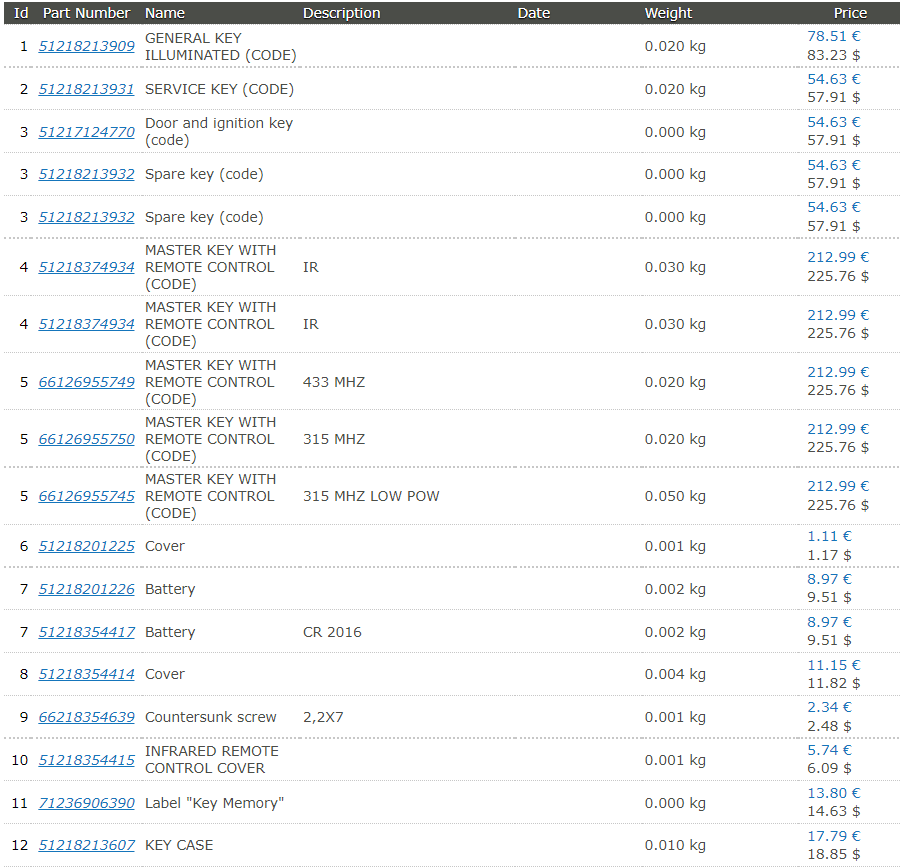 Id Part Number Name Description Date Weight Price
1 51218213909 GENERAL KEY ILLUMINATED (CODE) 0.020 kg 78.51 € 83.23 $
2 51218213931 SERVICE KEY (CODE) 0.020 kg 54.63 € 57.91 $
3 51217124770 Door and ignition key (code) 0.000 kg 54.63 € 57.91 $
3 51218213932 Spare key (code) 0.000 kg 54.63 € 57.91 $
3 51218213932 Spare key (code) 0.000 kg 54.63 € 57.91 $
4 51218374934 MASTER KEY WITH REMOTE CONTROL (CODE) IR 0.030 kg 212.99 € 225.76 $
4 51218374934 MASTER KEY WITH REMOTE CONTROL (CODE) IR 0.030 kg 212.99 € 225.76 $
5 66126955749 MASTER KEY WITH REMOTE CONTROL (CODE) 433 MHZ 0.020 kg 212.99 € 225.76 $
5 66126955750 MASTER KEY WITH REMOTE CONTROL (CODE) 315 MHZ 0.020 kg 212.99 € 225.76 $
5 66126955745 MASTER KEY WITH REMOTE CONTROL (CODE) 315 MHZ LOW POW 0.050 kg 212.99 € 225.76 $
6 51218201225 Cover 0.001 kg 1.11 € 1.17 $
7 51218201226 Battery 0.002 kg 8.97 € 9.51 $
7 51218354417 Battery CR 2016 0.002 kg 8.97 € 9.51 $
8 51218354414 Cover 0.004 kg 11.15 € 11.82 $
9 66218354639 Countersunk screw 2,2X7 0.001 kg 2.34 € 2.48 $
10 51218354415 INFRARED REMOTE CONTROL COVER 0.001 kg 5.74 € 6.09 $
11 71236906390 Label "Key Memory" 0.000 kg 13.80 € 14.63 $
12 51218213607 KEY CASE 0.010 kg 17.79 € 18.85 $